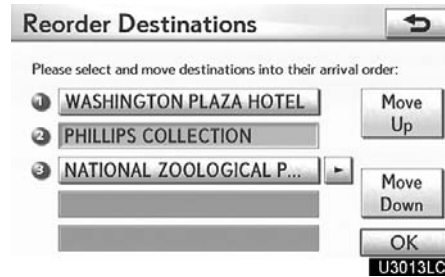 Reorder Destinations
Please select and move destinations into their arrival order:
1 WASHINGTON PLAZA HOTEL
Move
Up
2 PHILLIPS COLLECTION
3 NATIONAL ZOOLOGICAL P...
Move
Down
OK
U3013LC